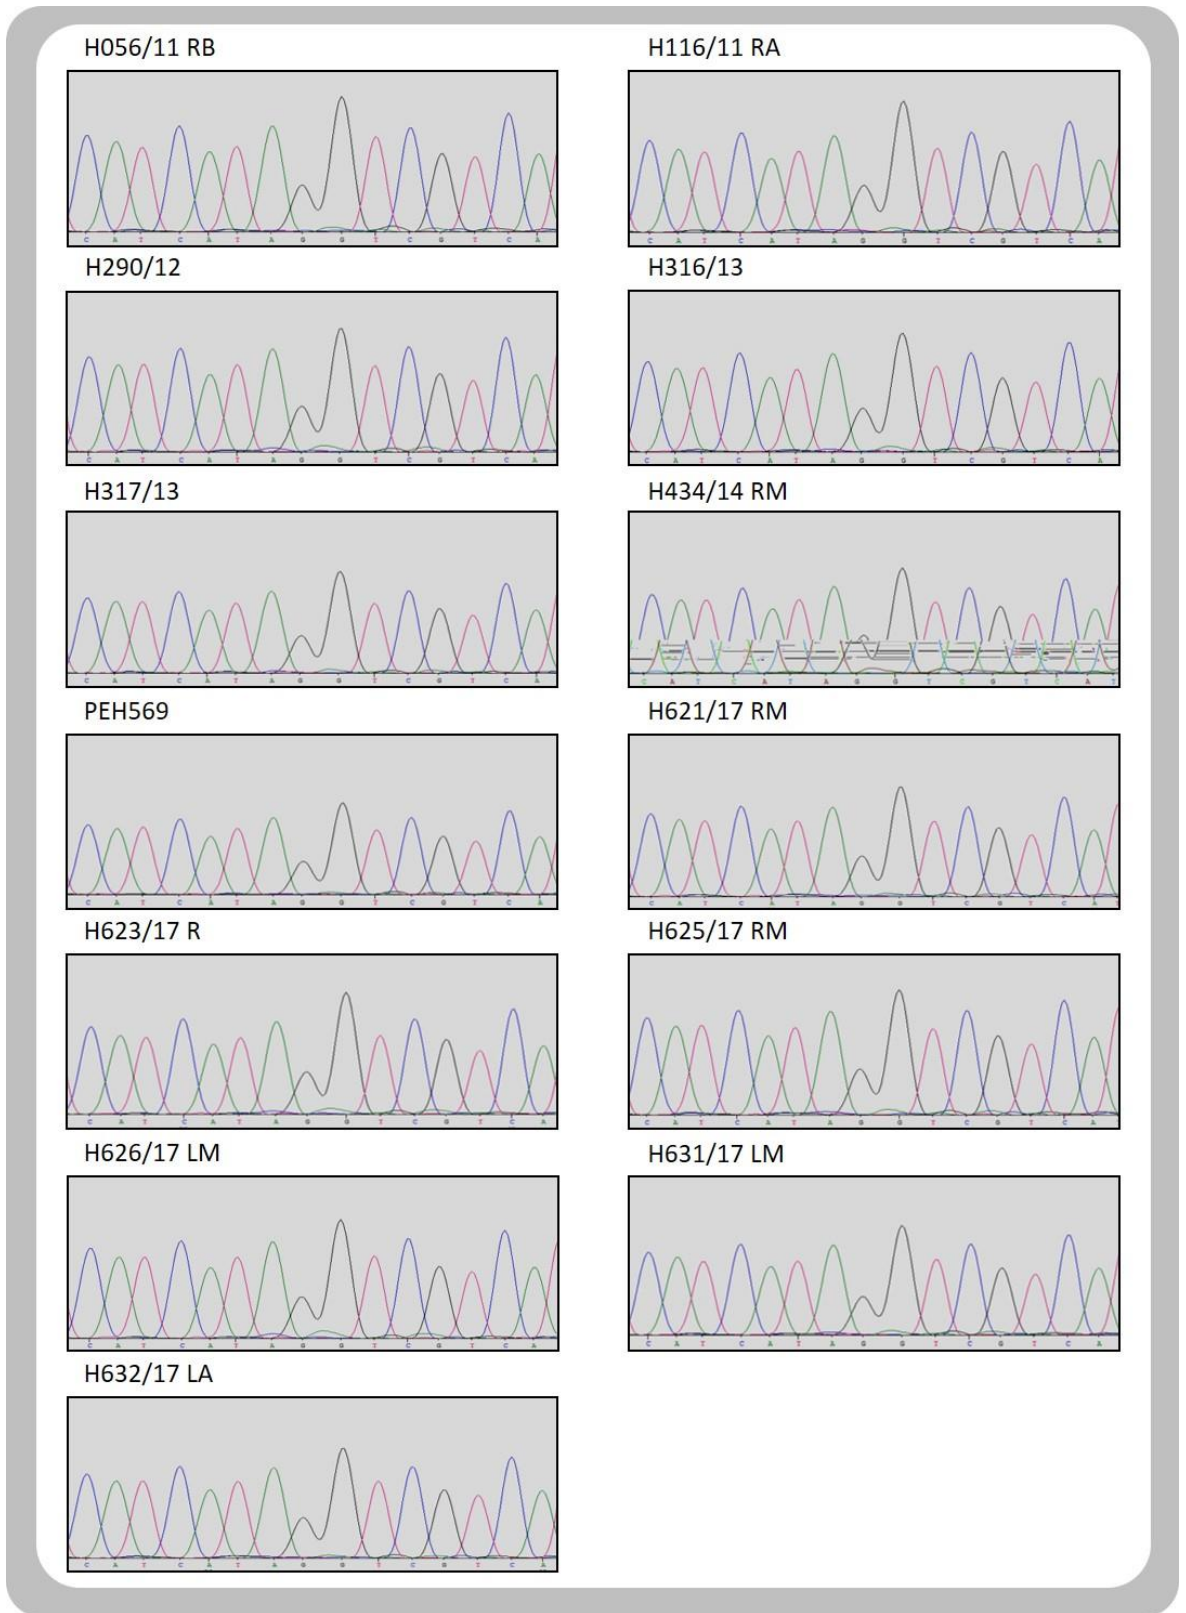 H056/11 RB
H116/11 RA
C A T C A T A G G T C G T C A
C A T C A T A G G T C G T C A
H290/12
H316/13
C A T C A T A G G T C G T C A
C A T C A T A G G T C G T C A
H317/13
H434/14 RM
C A T C A T A G G T C G T C A
C A T C A T A G G T C G T C A T
PEH569
H621/17 RM
C A T C A T A G G T C G T C A
C A T C A T A G G T C G T C A T
H623/17 R
H625/17 RM
C A T C A T A G G T C G T C A
C A T C A T A G G T C G T C A
H626/17 LM
H631/17 LM
C A T C A T A G G T C G T C A
C A T C A T A G G T C G T C A
H632/17 LA
C A T C A T A G G T C G T C A